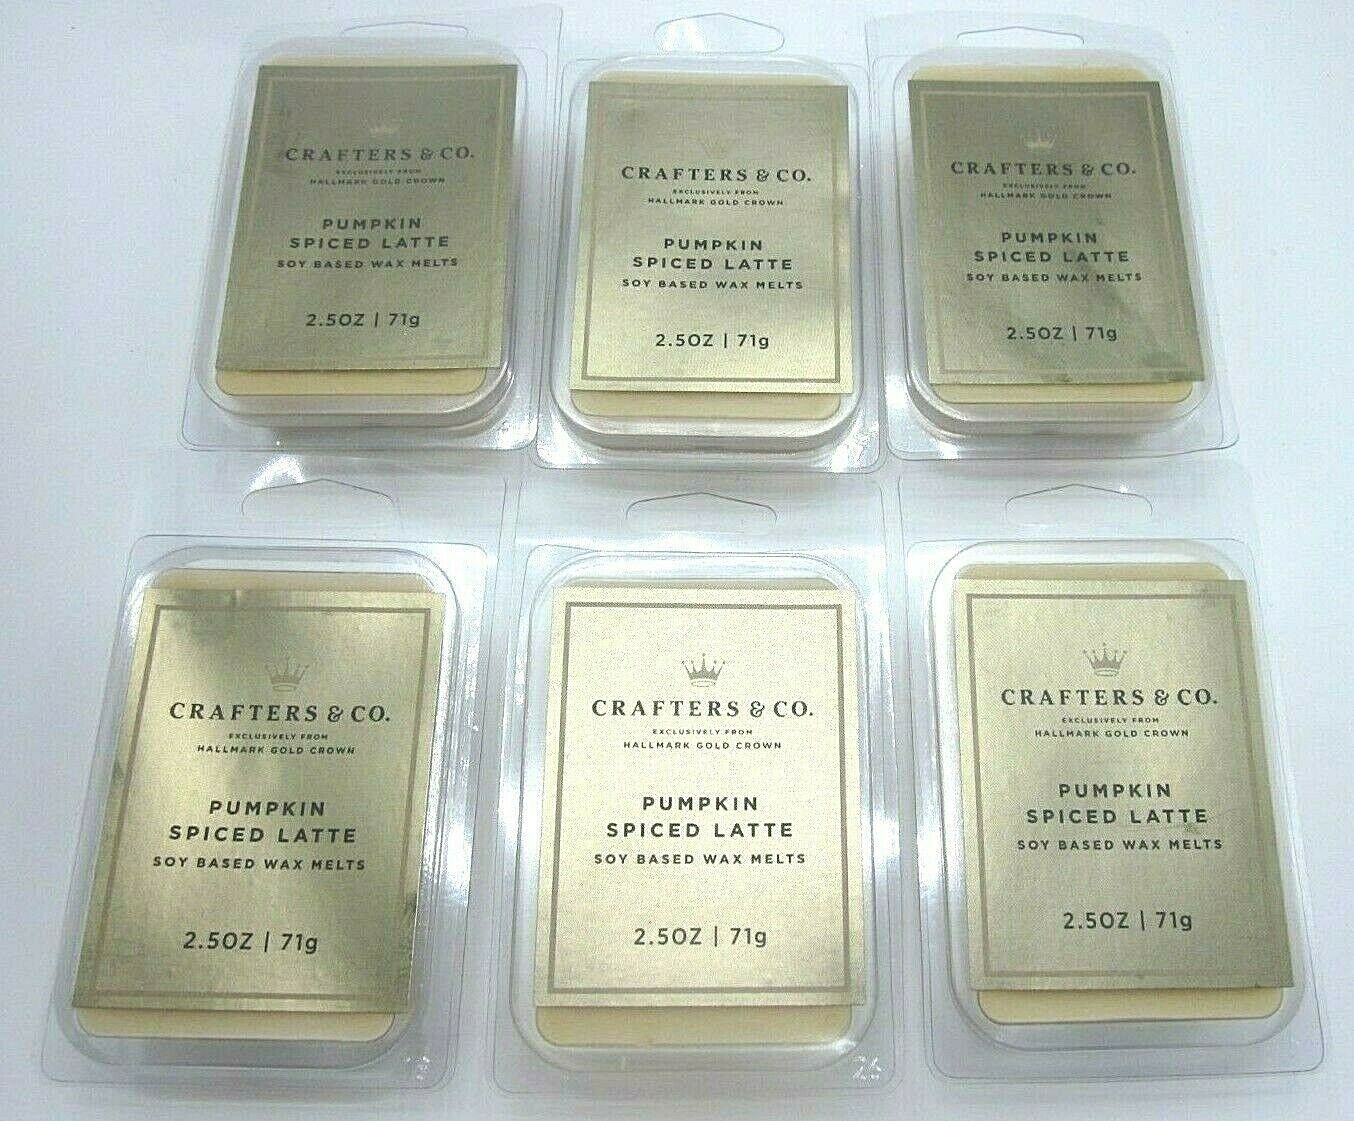 CRAFTERS & CO.
EXCLUSIVELY FROM
HALLMARK GOLD CROWN
PUMPKIN
SPICED LATTE
SOY BASED WAX MELTS
2.5OZ | 71g
CRAFTERS & CO.
EXCLUSIVELY FROM
HALLMARK GOLD CROWN
PUMPKIN
SPICED LATTE
SOY BASED WAX MELTS
2.5OZ | 71g
CRAFTERS & CO.
EXCLUSIVELY FROM
HALLMARK GOLD CROWN
PUMPKIN
SPICED LATTE
SOY BASED WAX MELTS
2.5OZ | 71g
CRAFTERS & CO.
EXCLUSIVELY FROM
HALLMARK GOLD CROWN
PUMPKIN
SPICED LATTE
SOY BASED WAX MELTS
2.5OZ | 71g
CRAFTERS & CO.
EXCLUSIVELY FROM
HALLMARK GOLD CROWN
PUMPKIN
SPICED LATTE
SOY BASED WAX MELTS
2.5OZ | 71g
CRAFTERS & CO.
EXCLUSIVELY FROM
HALLMARK GOLD CROWN
PUMPKIN
SPICED LATTE
SOY BASED WAX MELTS
2.5OZ | 71g